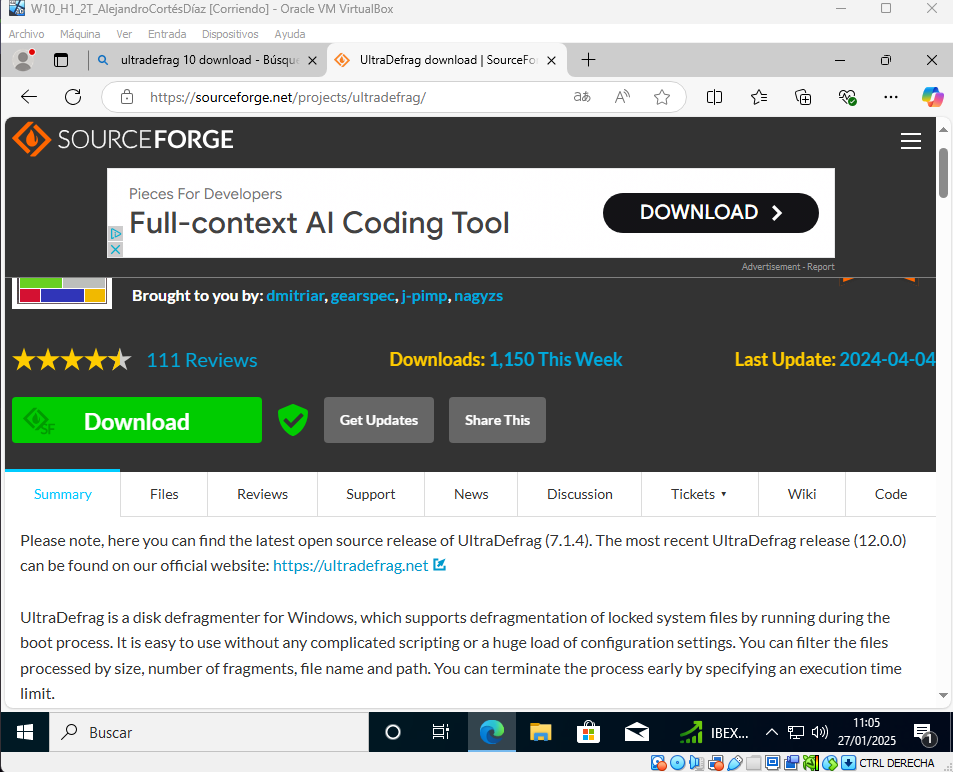 W10_H1_2T_AlejandroCortésDíaz [Corriendo] - Oracle VM VirtualBox
Archivo Máquina Ver Entrada Dispositivos Ayuda
ultradefrag 10 download - Búsque
UltraDefrag download | SourceFo
https://sourceforge.net/projects/ultradefrag/
SOURCEFORGE
Pieces For Developers
Full-context AI Coding Tool
DOWNLOAD
Advertisement - Report
Brought to you by: dmitriar, gearspec, j-pimp, nagyzs
111 Reviews Downloads: 1,150 This Week Last Update: 2024-04-04
SF Download Get Updates Share This
Summary Files Reviews Support News Discussion Tickets Wiki Code
Please note, here you can find the latest open source release of UltraDefrag (7.1.4). The most recent UltraDefrag release (12.0.0)
can be found on our official website: https://ultradefrag.net
UltraDefrag is a disk defragmenter for Windows, which supports defragmentation of locked system files by running during the
boot process. It is easy to use without any complicated scripting or a huge load of configuration settings. You can filter the files
processed by size, number of fragments, file name and path. You can terminate the process early by specifying an execution time
limit.
Buscar
IBEX...
11:05
27/01/2025
1
CTRL DERECHA